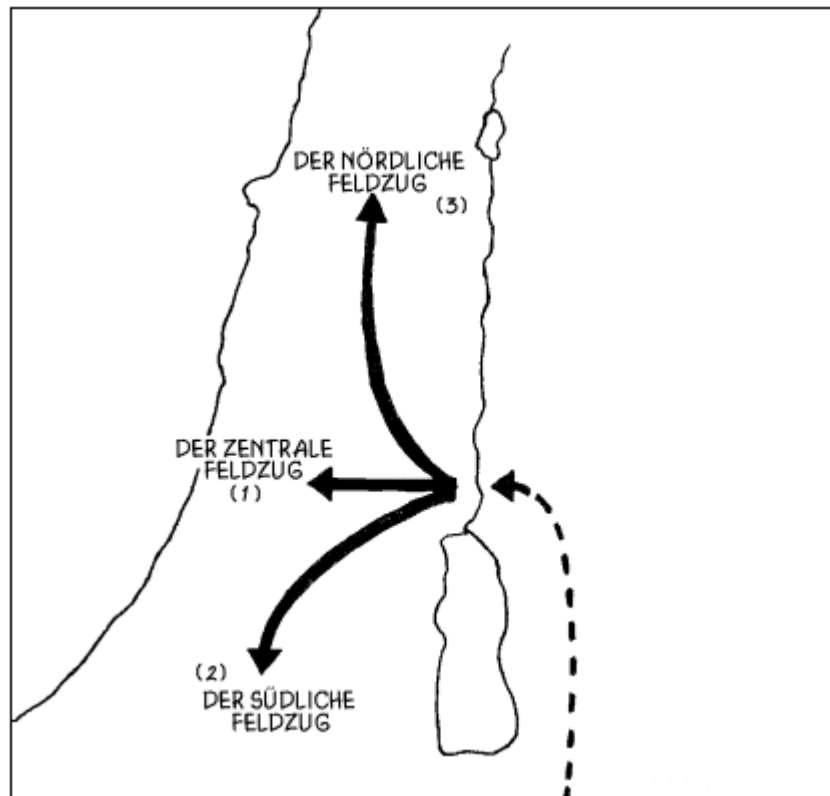 DER NÖRDLICHE
FELDZUG
(3)
DER ZENTRALE
FELDZUG
(1)
(2)
DER SÜDLICHE
FELDZUG